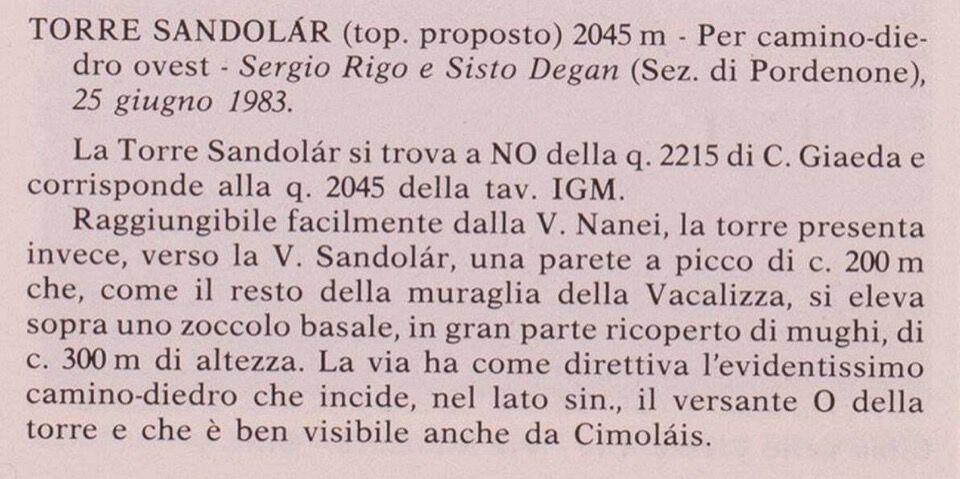 TORRE SANDOLÁR (top. proposto) 2045 m - Per camino-die-
dro ovest - Sergio Rigo e Sisto Degan (Sez. di Pordenone),
25 giugno 1983.
La Torre Sandolár si trova a NO della q. 2215 di C. Giaeda e
corrisponde alla q. 2045 della tav. IGM.
Raggiungibile facilmente dalla V. Nanei, la torre presenta
invece, verso la V. Sandolár, una parete a picco di c. 200 m
che, come il resto della muraglia della Vacalizza, si eleva
sopra uno zoccolo basale, in gran parte ricoperto di mughi, di
c. 300 m di altezza. La via ha come direttiva l'evidentissimo
camino-diedro che incide, nel lato sin., il versante O della
torre e che è ben visibile anche da Cimoláis.